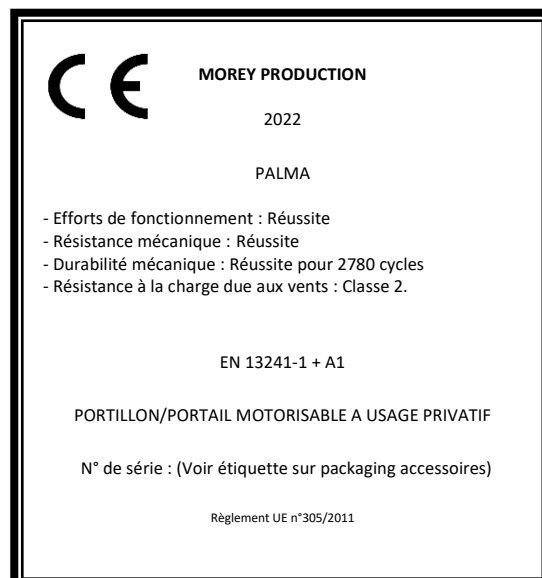 CE
MOREY PRODUCTION
2022
PALMA
- Efforts de fonctionnement : Réussite
- Résistance mécanique : Réussite
- Durabilité mécanique : Réussite pour 2780 cycles
- Résistance à la charge due aux vents : Classe 2.
EN 13241-1 + A1
PORTILLON/PORTAIL MOTORISABLE A USAGE PRIVATIF
N° de série : (Voir étiquette sur packaging accessoires)
Règlement UE n°305/2011